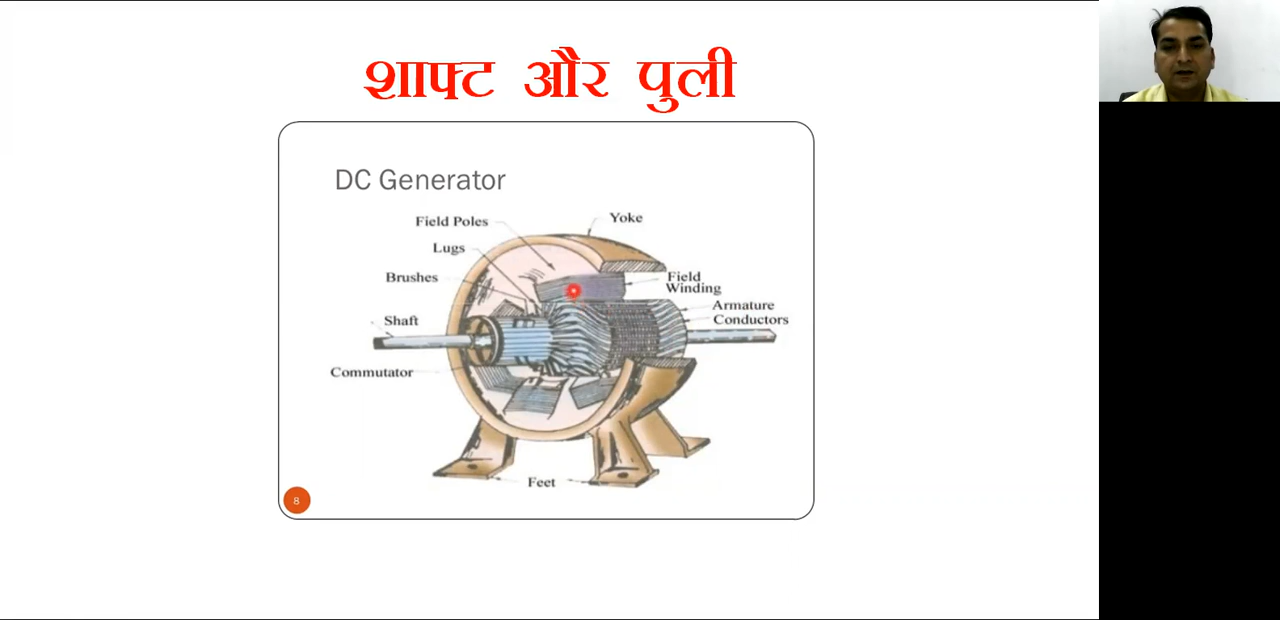 शाफ्ट और पुली
DC Generator
Field Poles
Yoke
Lugs
Brushes
Field
Winding
Armature
Conductors
Shaft
Commutator
Feet
8